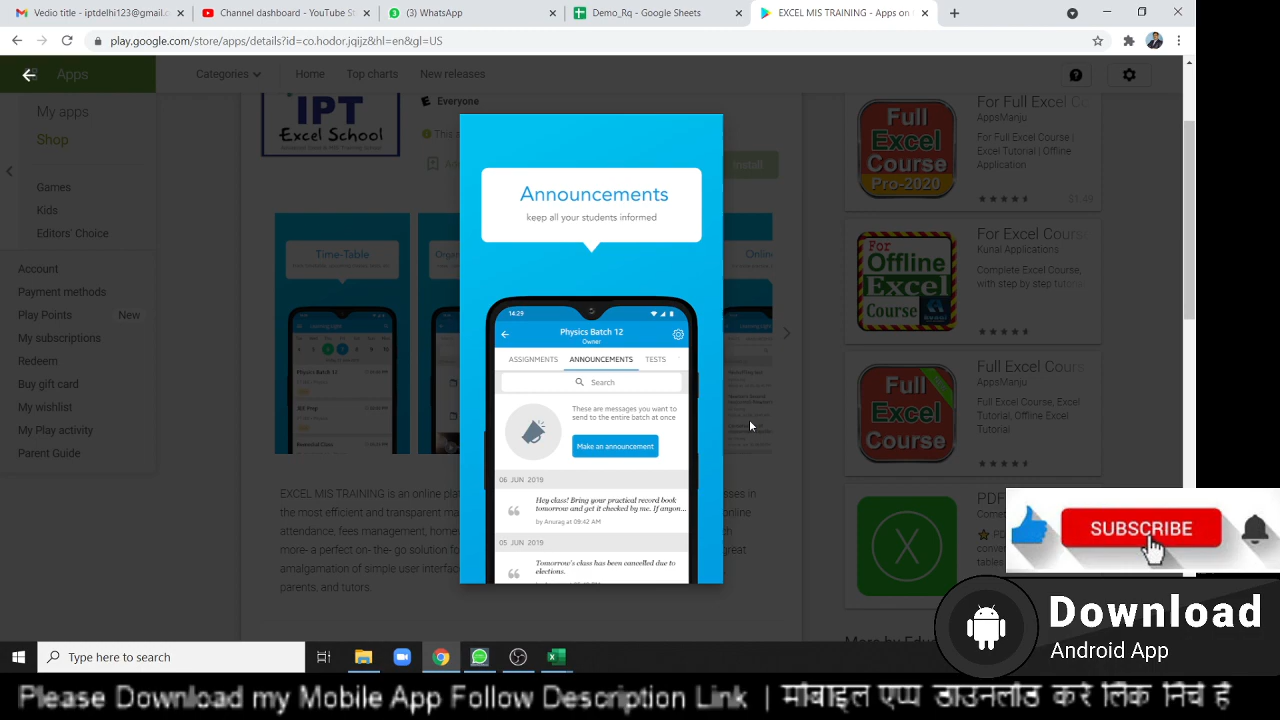 Vedio title - iptdelhi123@gmail.c
Channel dashboard - YouTube St
(3) WhatsApp
Demo_Rq - Google Sheets
EXCEL MIS TRAINING - Apps on
play.google.com/store/apps/details?id=co.hodor.jqijz&hl=en&gl=US
Apps
Categories
Home
Top charts
New releases
My apps
Shop
Games
Kids
Editors' Choice
Account
Payment methods
Play Points
New
My subscriptions
Redeem
Buy gift card
My wishlist
My Play activity
Parent Guide
IPT
Excel School
Everyone
This
Install
Time-Table
Announcements
keep all your students informed
14:29
Physics Batch 12
Owner
ASSIGNMENTS
ANNOUNCEMENTS
TESTS
Search
These are messages you want to
send to the entire batch at once
Make an announcement
06 JUN 2019
Hey class! Bring your practical record book
tomorrow and get it checked by me. If anyon...
by Anurag at 09:42 AM
05 JUN 2019
Tomorrow's class has been cancelled due to
elections.
EXCEL MIS TRAINING is an online pla
in the most efficient and transparent ma
attendance, fees management, home
more- a perfect on- the- go solution fo
amalgamation of simple user interfac
parents, and tutors.
Full
Excel
Course
Pro-2020
For Full Excel C
AppsManju
For Full Excel Course |
Excel Tutorial | Offline
Application
$1.49
For
Offline
Excel
Course
For Excel Cours
Kunai Applications
Complete Excel Course,
with step by step tutor
Full
Excel
Course
Full Excel Cours
AppsManju
Full Excel Course, Excel
Tutorial, Offline Excel
Tutorial
X
PDF
SUBSCRIBE
Download
Android App
Type here to search
Please Download my Mobile App Follow Description Link | मोबाइल एप्प डाउनलोड करे लिंक निचे है